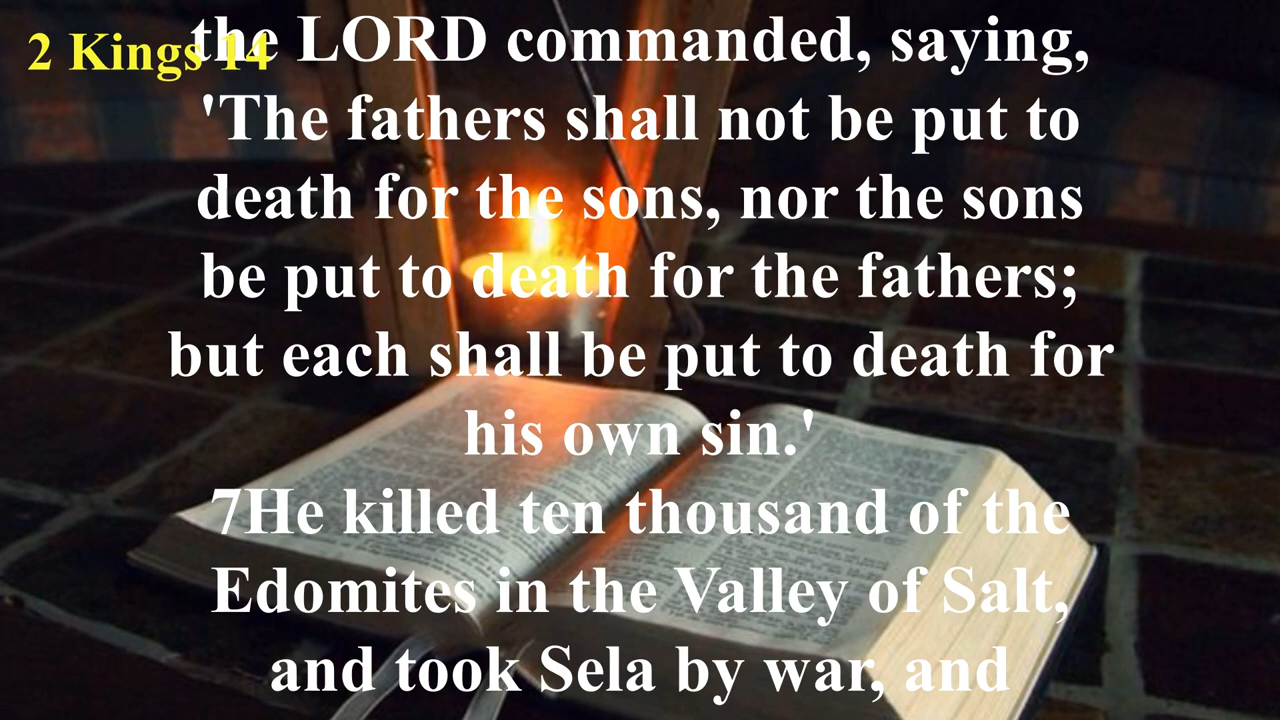 2 Kings 14
the LORD commanded, saying,
'The fathers shall not be put to
death for the sons, nor the sons
be put to death for the fathers;
but each shall be put to death for
his own sin.'
7He killed ten thousand of the
Edomites in the Valley of Salt,
and took Sela by war, and